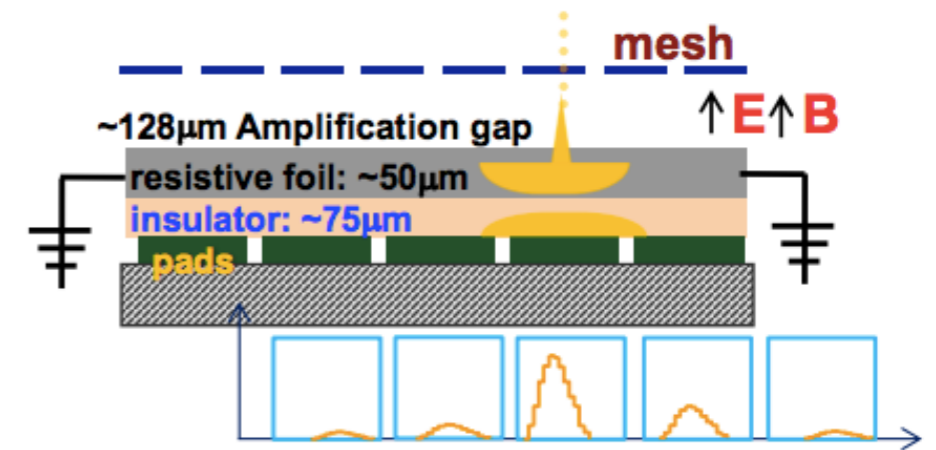 mesh
↑E↑B
~128μm Amplification gap
resistive foil: ~50μm
insulator: ~75μm
pads